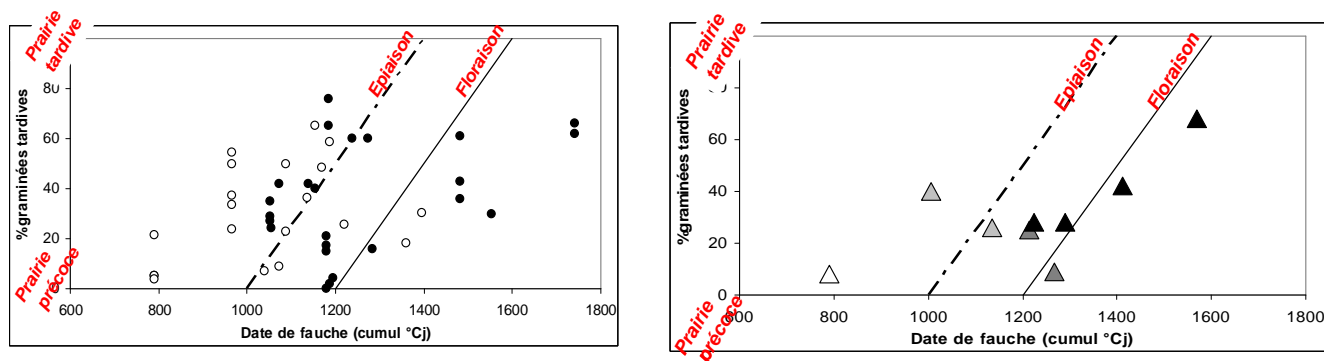 Prairie
tardive
%graminées tardives
80
60
40
20
0
Prairie
précoce
Epiaison
Floraison
600 800 1000 1200 1400 1600 1800
Date de fauche (cumul °Cj)
Prairie
tardive
%graminées tardives
60
40
20
0
Prairie
précoce
Epiaison
Floraison
800 1000 1200 1400 1600 1800
Date de fauche (cumul °Cj)